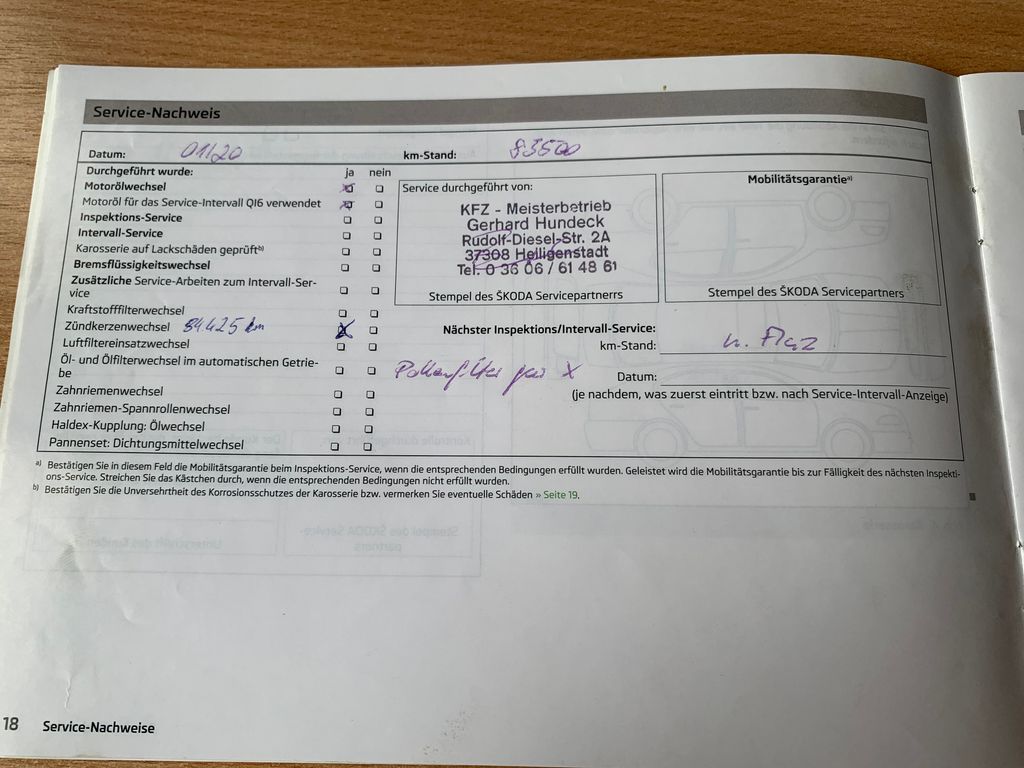 Service-Nachweis
Datum: 01/20 km-Stand: 83500
Durchgeführt wurde: ja nein
Motorölwechsel
Motoröl für das Service-Intervall QI6 verwendet
Inspektions-Service
Intervall-Service
Karosserie auf Lackschäden geprüft b)
Bremsflüssigkeitswechsel
Zusätzliche Service-Arbeiten zum Intervall-Ser-
vice
Kraftstofffilterwechsel
Zündkerzenwechsel 84425 km
Luftfiltereinsatzwechsel
Öl- und Ölfilterwechsel im automatischen Getrie-
be
Zahnriemenwechsel
Zahnriemen-Spannrollenwechsel
Haldex-Kupplung: Ölwechsel
Pannenset: Dichtungsmittelwechsel
Service durchgeführt von:
KFZ - Meisterbetrieb
Gerhard Hundeck
Rudolf-Diesel-Str. 2A
37308 Heiligenstadt
Tel. 0 36 06 / 61 48 61
Stempel des ŠKODA Servicepartnerrs
Mobilitätsgarantie a)
Stempel des ŠKODA Servicepartners
Nächster Inspektions/Intervall-Service:
km-Stand:
Pollenfilter X
Datum:
(je nachdem, was zuerst eintritt bzw. nach Service-Intervall-Anzeige)
a) Bestätigen Sie in diesem Feld die Mobilitätsgarantie beim Inspektions-Service, wenn die entsprechenden Bedingungen erfüllt wurden. Geleistet wird die Mobilitätsgarantie bis zur Fälligkeit des nächsten Inspekti-
ons-Service. Streichen Sie das Kästchen durch, wenn die entsprechenden Bedingungen nicht erfüllt wurden.
b) Bestätigen Sie die Unversehrtheit des Korrosionsschutzes der Karosserie bzw. vermerken Sie eventuelle Schäden » Seite 19.
18 Service-Nachweise